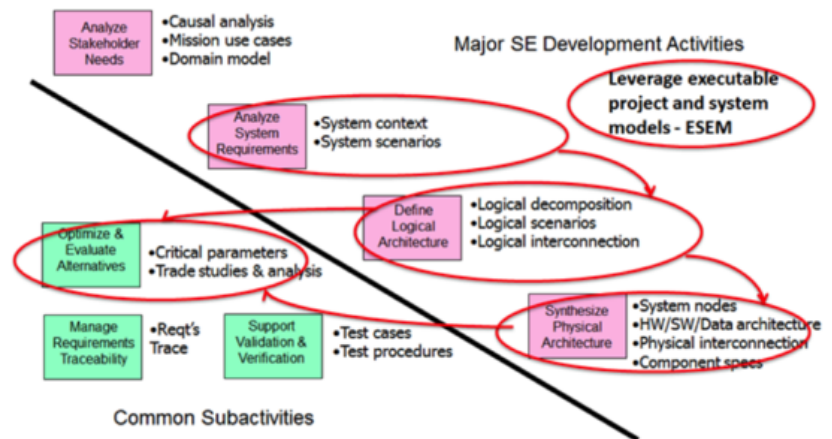 Analyze
Stakeholder
Needs
•Causal analysis
•Mission use cases
•Domain model
Major SE Development Activities
Leverage executable
project and system
models - ESEM
Analyze
System
Requirements
•System context
•System scenarios
Define
Logical
Architecture
•Logical decomposition
•Logical scenarios
•Logical interconnection
Optimize &
Evaluate
Alternatives
•Critical parameters
•Trade studies & analysis
Synthesize
Physical
Architecture
•System nodes
•HW/SW/Data architecture
•Physical interconnection
•Component specs
Manage
Requirements
Traceability
•Reqt's
Trace
Support
Validation &
Verification
•Test cases
•Test procedures
Common Subactivities